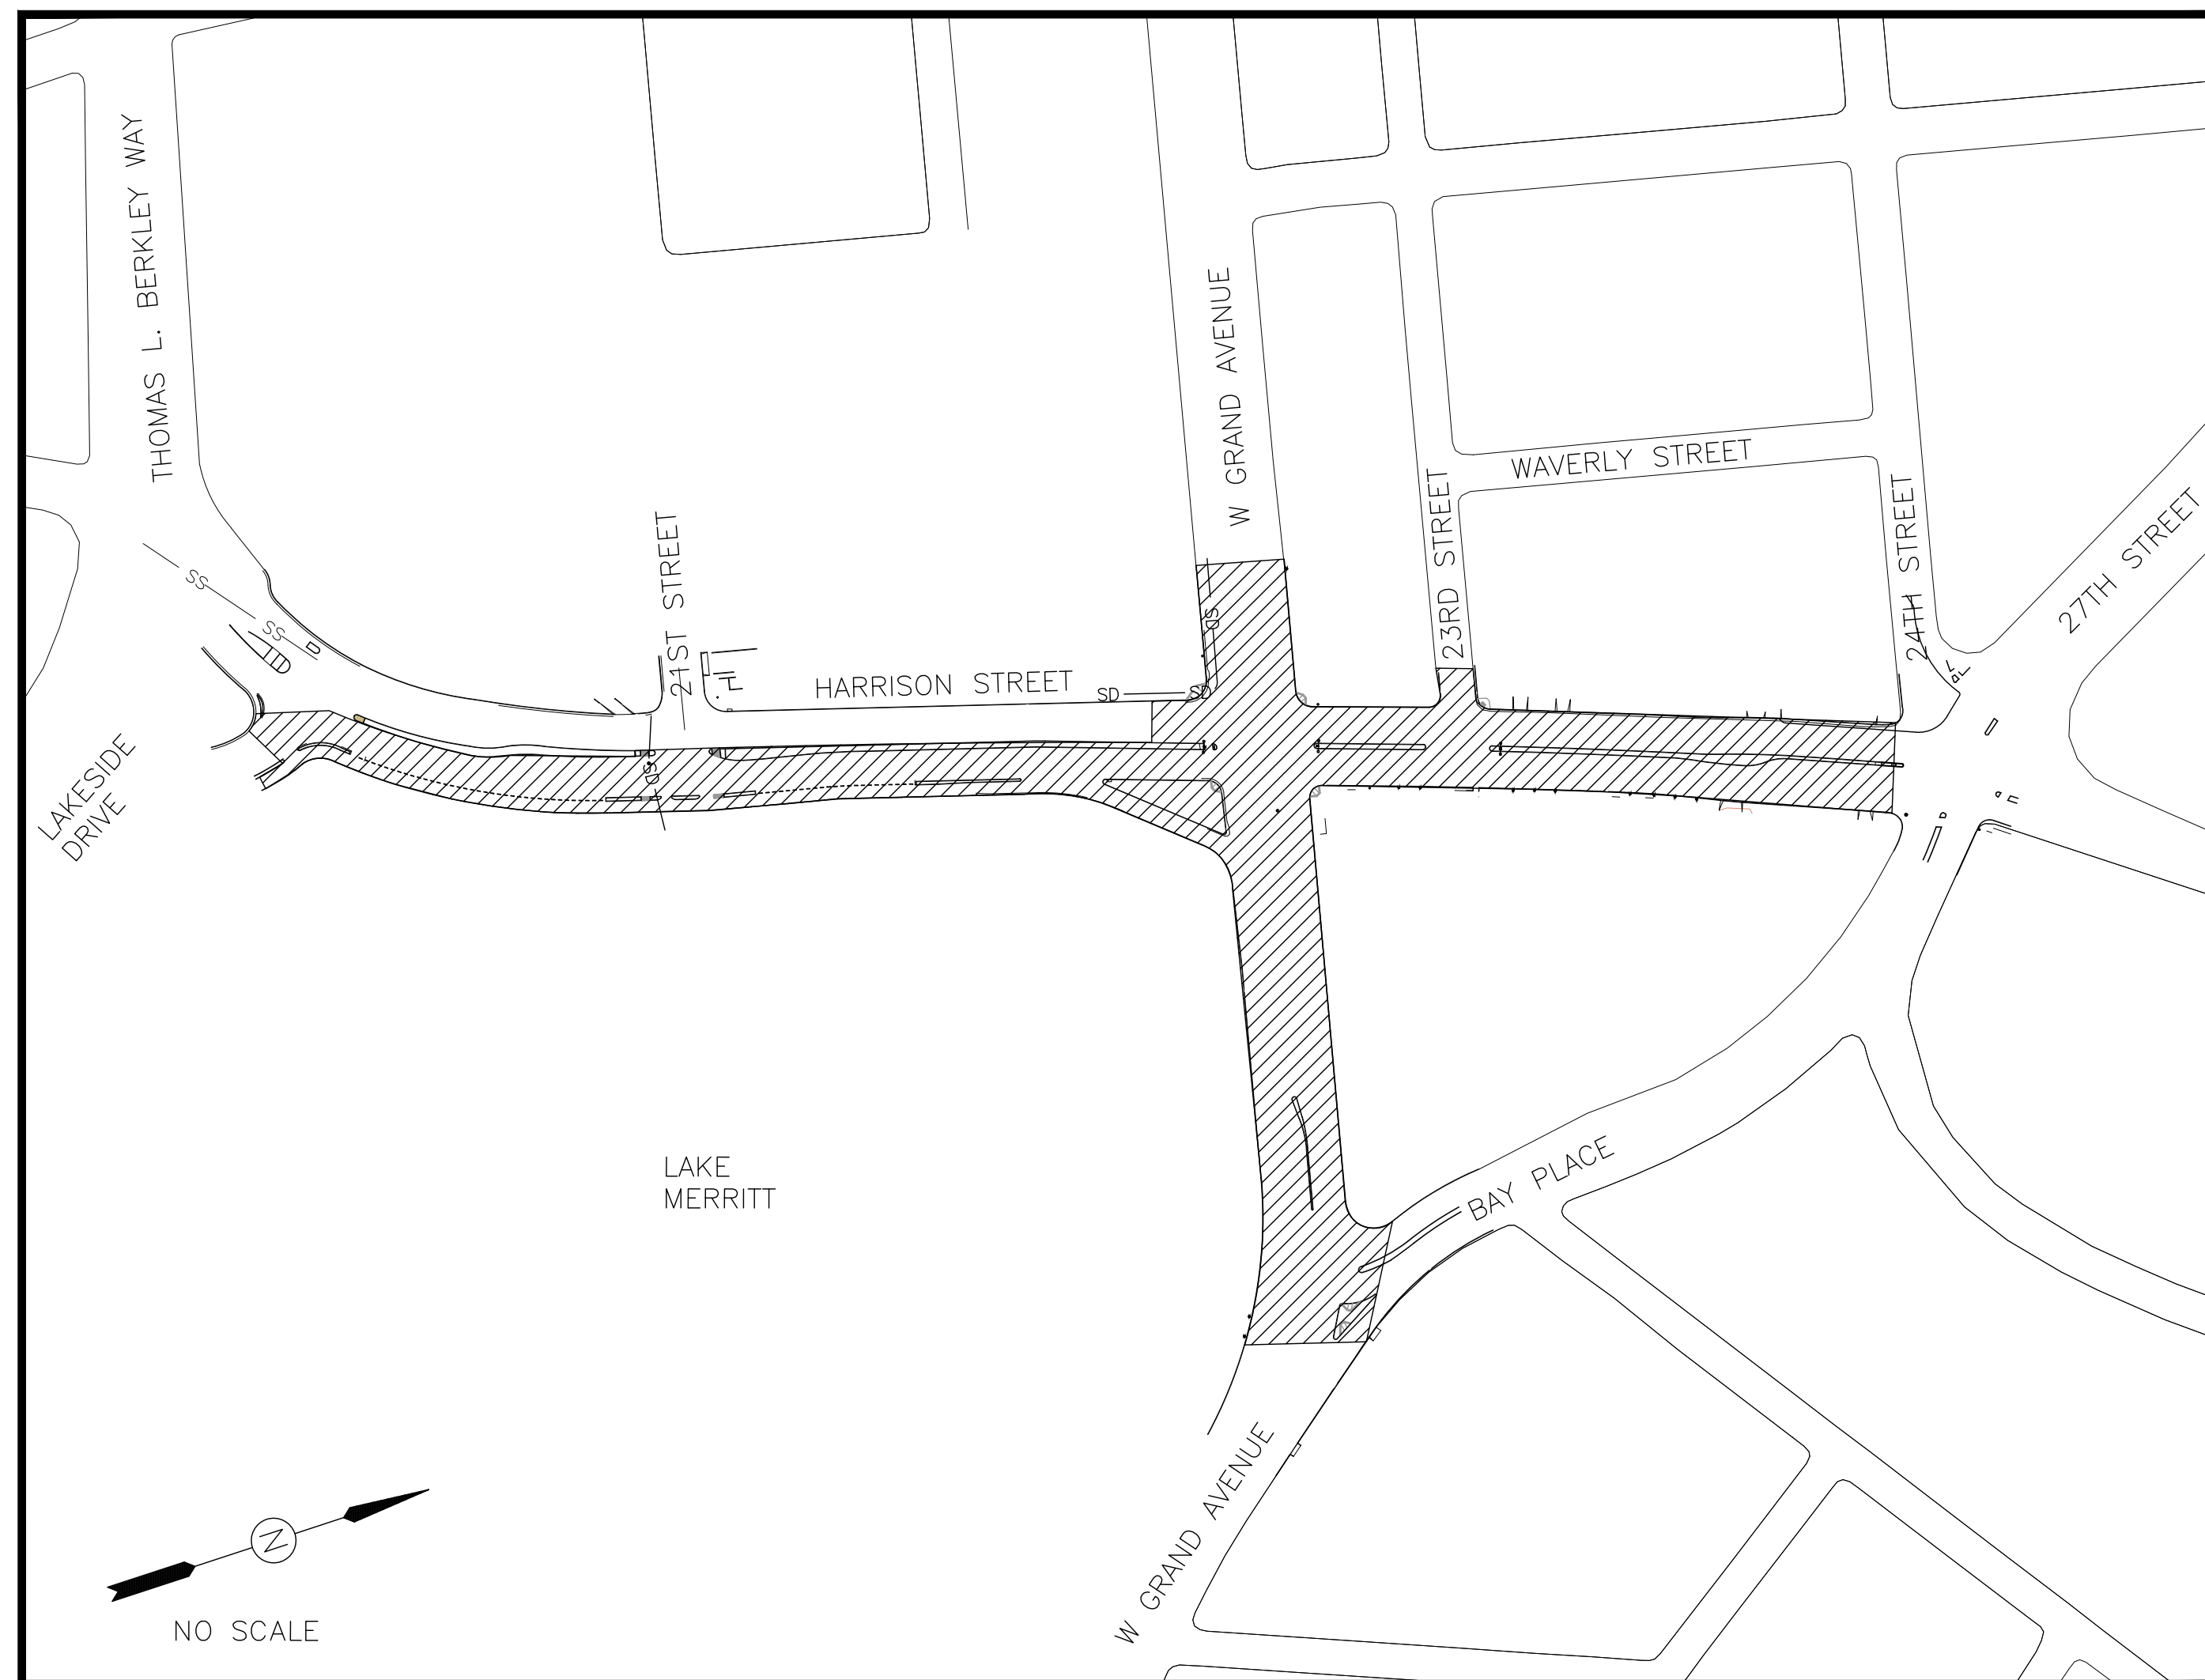 THOMAS L. BERKLEY WAY
W GRAND AVENUE
WAVERLY STREET
23RD STREET
24TH STREET
27TH STREET
21ST STREET
SS
SS
SD
HARRISON STREET
SD
SD
SD
LAKESIDE
DRIVE
LAKE
MERRITT
BAY PLACE
W GRAND AVENUE
N
NO SCALE